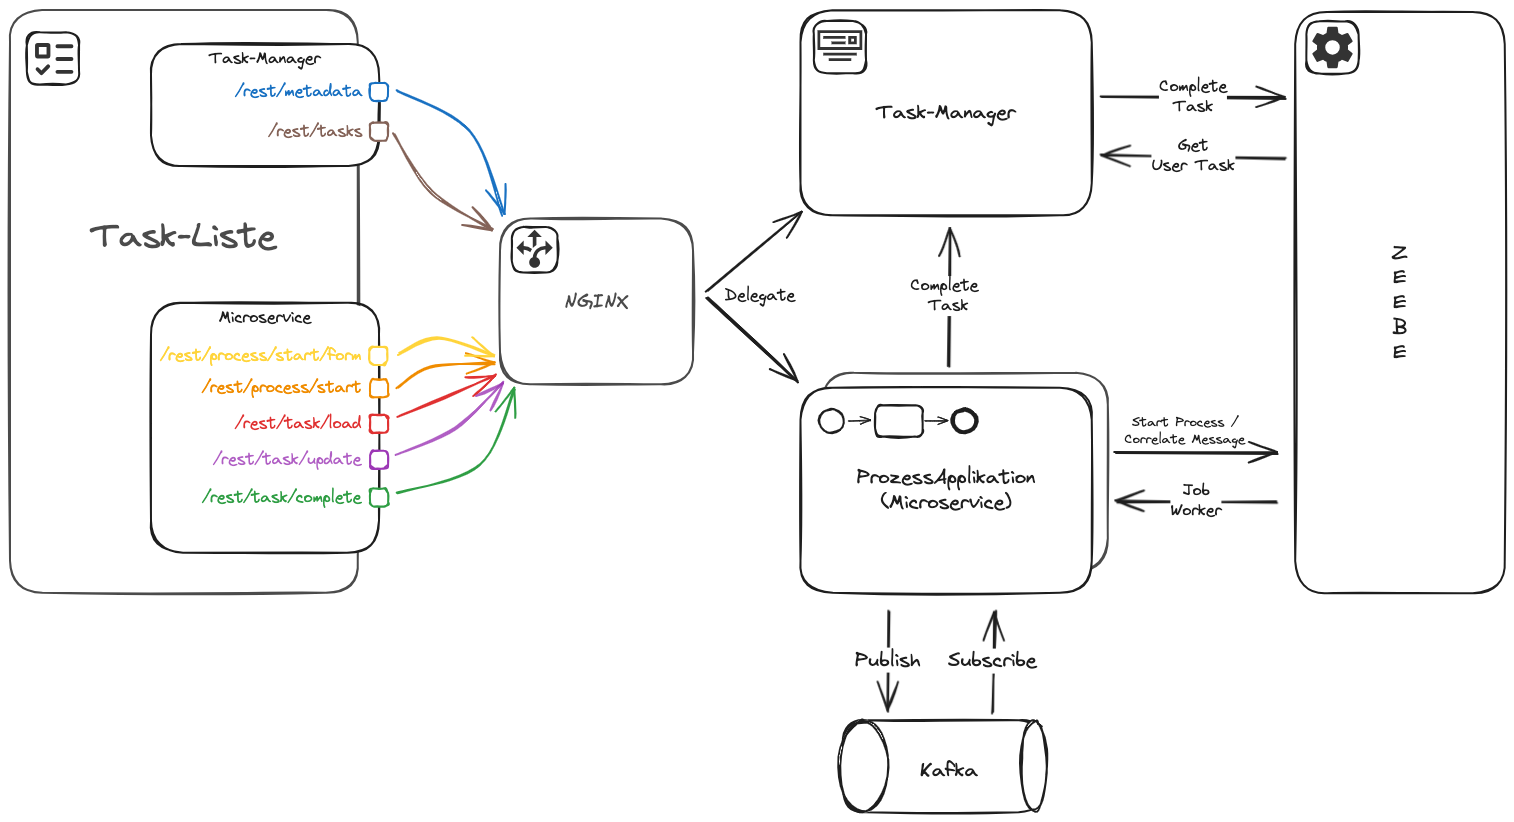 Task-Manager
/rest/metadata
/rest/tasks
Task-Liste
Microservice
/rest/process/start/form
/rest/process/start
/rest/task/load
/rest/task/update
/rest/task/complete
NGINX
Delegate
Task-Manager
Complete
Task
Complete
Task
Get
User Task
ProzessApplikation
(Microservice)
Start Process /
Correlate Message
Job
Worker
Z
E
E
B
E
Publish
Subscribe
Kafka